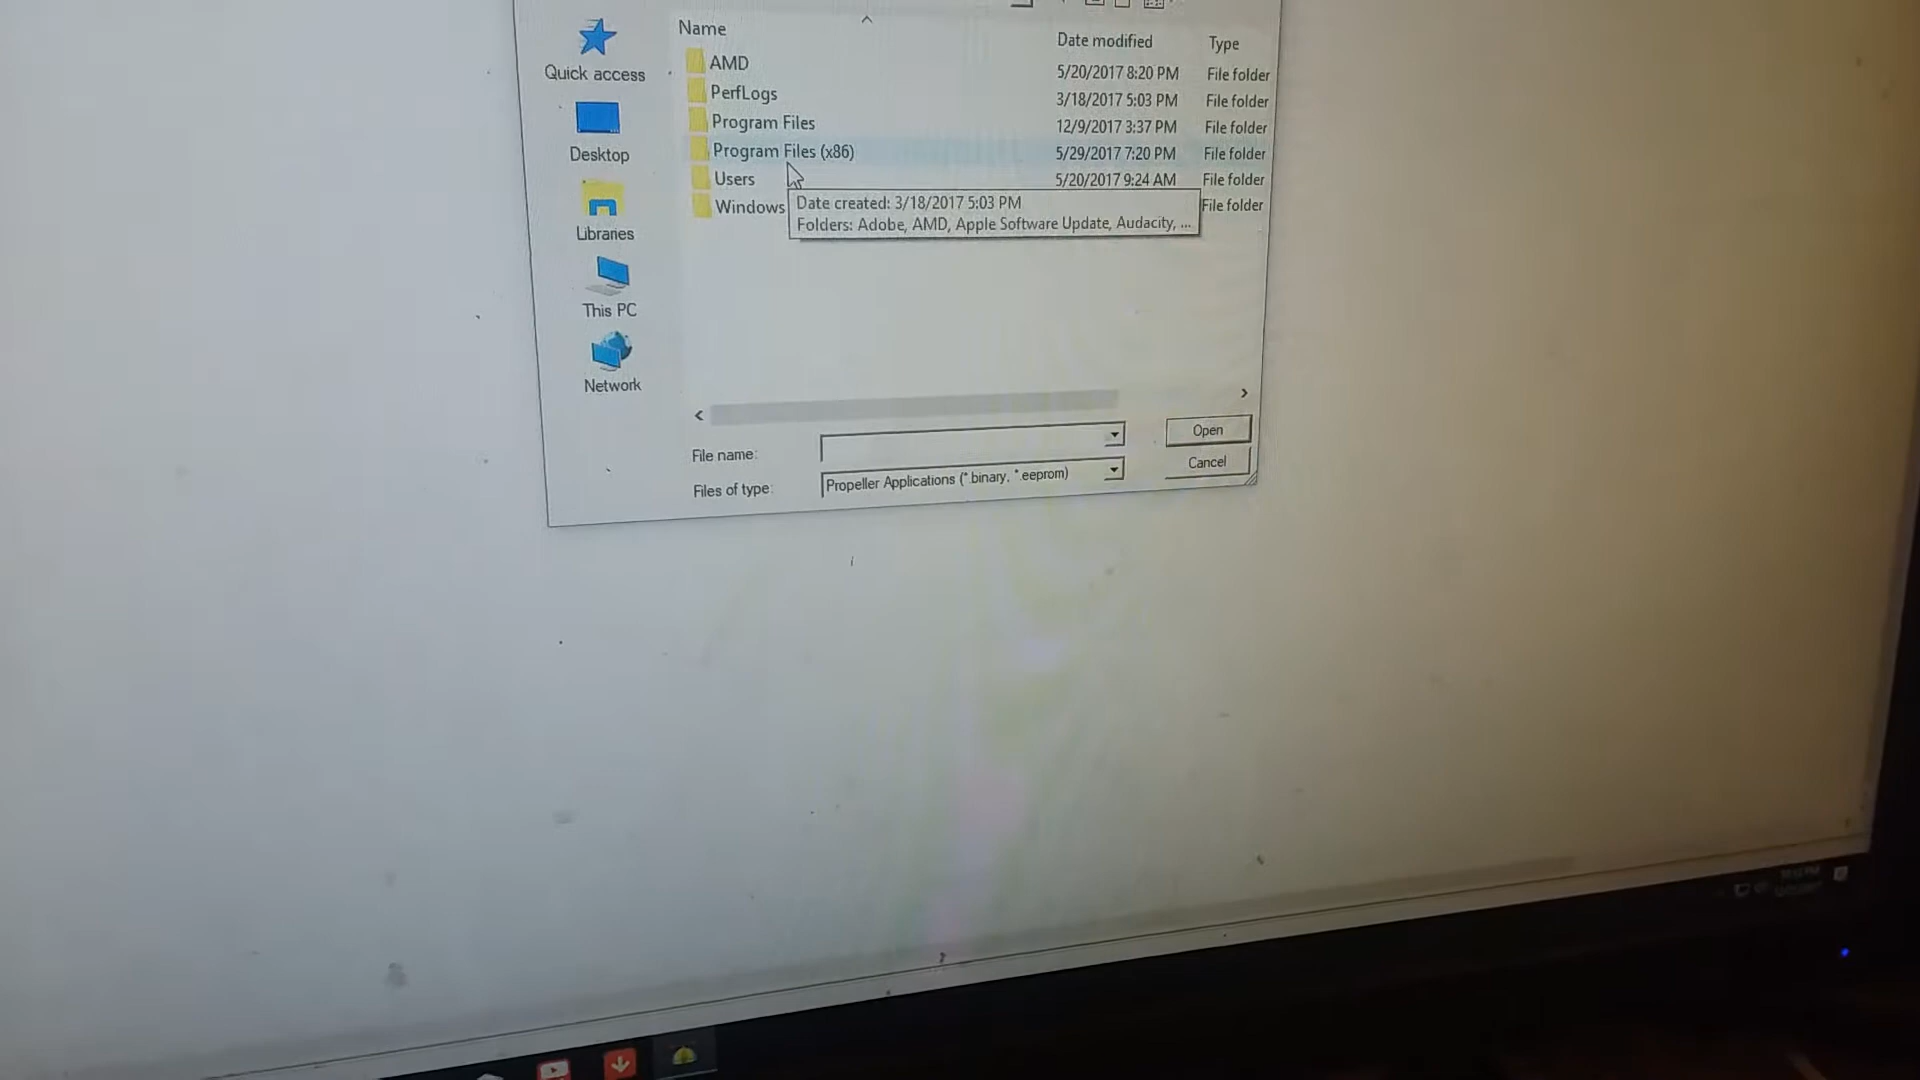 Name Date modified Type
Quick access
AMD 5/20/2017 8:20 PM File folder
PerfLogs 3/18/2017 5:03 PM File folder
Program Files 12/9/2017 3:37 PM File folder
Desktop
Program Files (x86) 5/29/2017 7:20 PM File folder
Users 5/20/2017 9:24 AM File folder
Windows File folder
Date created: 3/18/2017 5:03 PM
Folders: Adobe, AMD, Apple Software Update, Audacity, ...
Libraries
This PC
Network
File name:
Open
Files of type: Propeller Applications (*.binary, *.eeprom)
Cancel